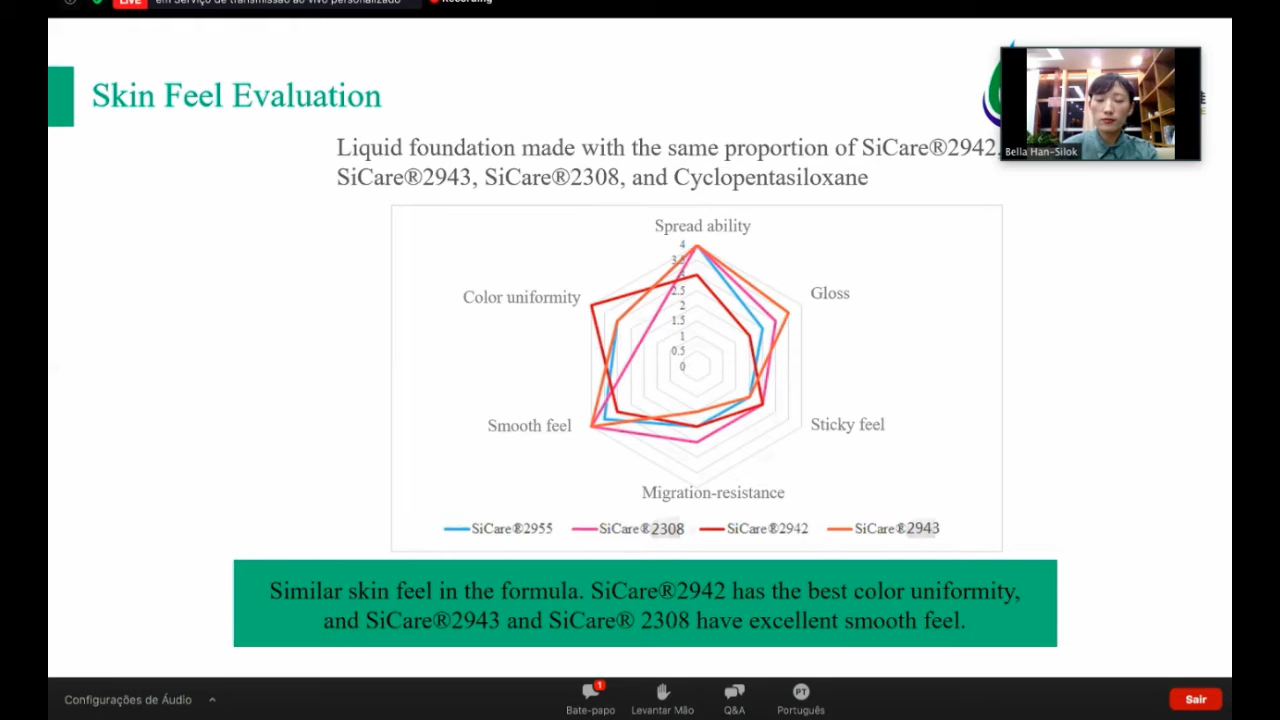 LIVE em Serviço de transmissão ao vivo personalizado Recording
Skin Feel Evaluation
Bella Han-Silok
Liquid foundation made with the same proportion of SiCare®2942,
SiCare®2943, SiCare®2308, and Cyclopentasiloxane
Spread ability
4
3.5
3
2.5
2
1.5
1
0.5
0
Color uniformity
Gloss
Smooth feel
Sticky feel
Migration-resistance
SiCare®2955 SiCare®2308 SiCare®2942 SiCare®2943
Similar skin feel in the formula. SiCare®2942 has the best color uniformity,
and SiCare®2943 and SiCare® 2308 have excellent smooth feel.
Configurações de Áudio
1
Bate-papo
Levantar Mão
Q&A
PT
Português
Sair